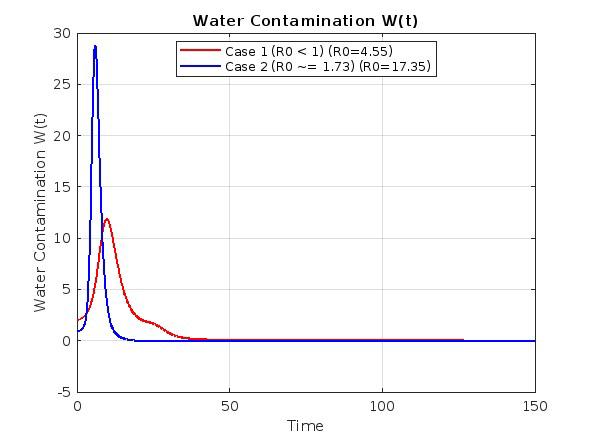 Water Contamination W(t)
Case 1 (R0 < 1) (R0=4.55)
Case 2 (R0 ~= 1.73) (R0=17.35)
30
25
20
15
10
5
0
-5
Water Contamination W(t)
0 50 100 150
Time